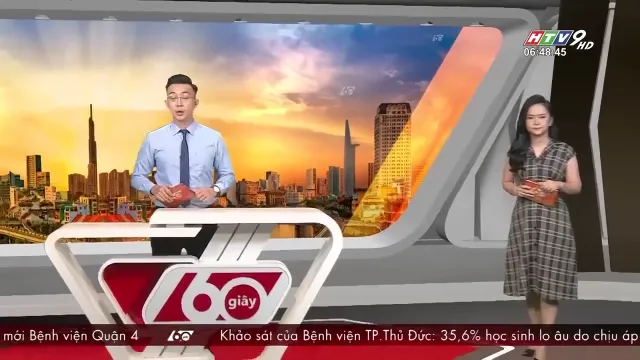 HTV9 HD
06:48:45
60 giây
mới Bệnh viện Quận 4 60 Khảo sát của Bệnh viện TP.Thủ Đức: 35,6% học sinh lo âu do chịu áp